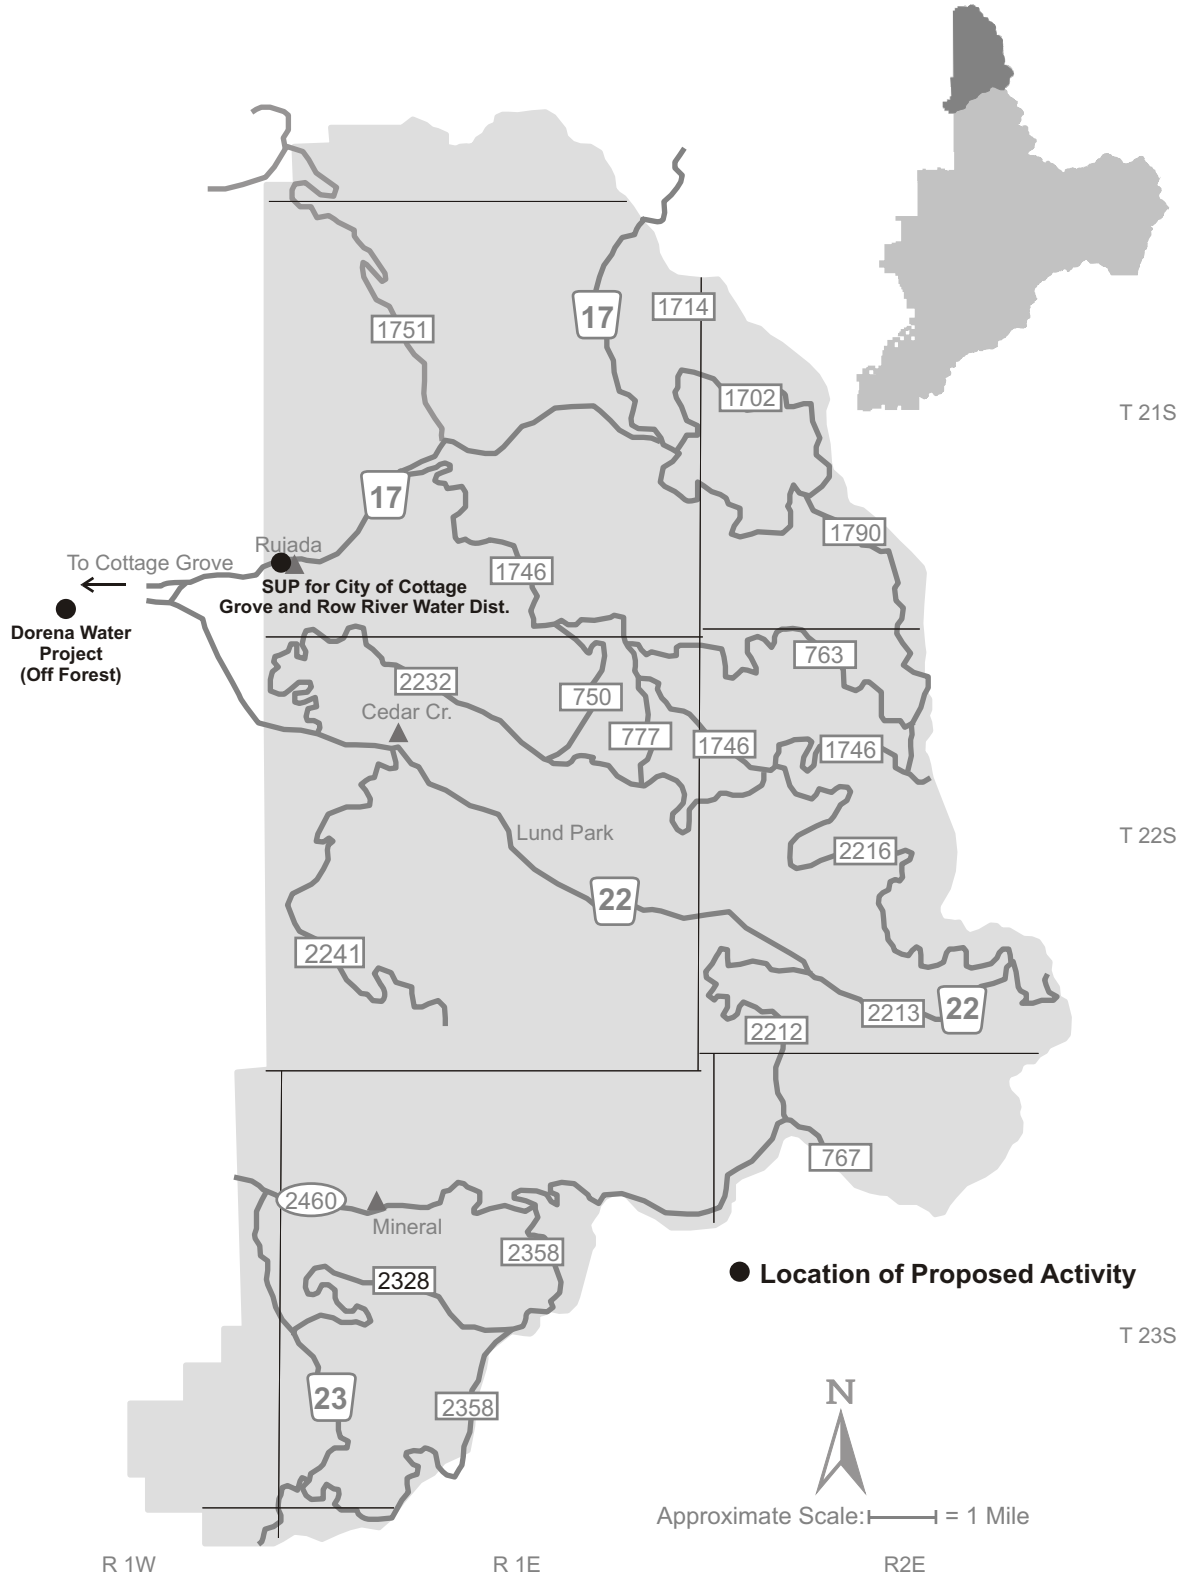 17
1714
1751
1702
T 21S
17
1790
Rujada
To Cottage Grove
1746
SUP for City of Cottage
Grove and Row River Water Dist.
Dorena Water
Project
(Off Forest)
763
2232
750
Cedar Cr.
777
1746
1746
Lund Park
T 22S
2216
22
2241
2213
22
2212
767
2460
Mineral
2358
2328
Location of Proposed Activity
T 23S
23
2358
N
Approximate Scale: = 1 Mile
R 1W
R 1E
R2E